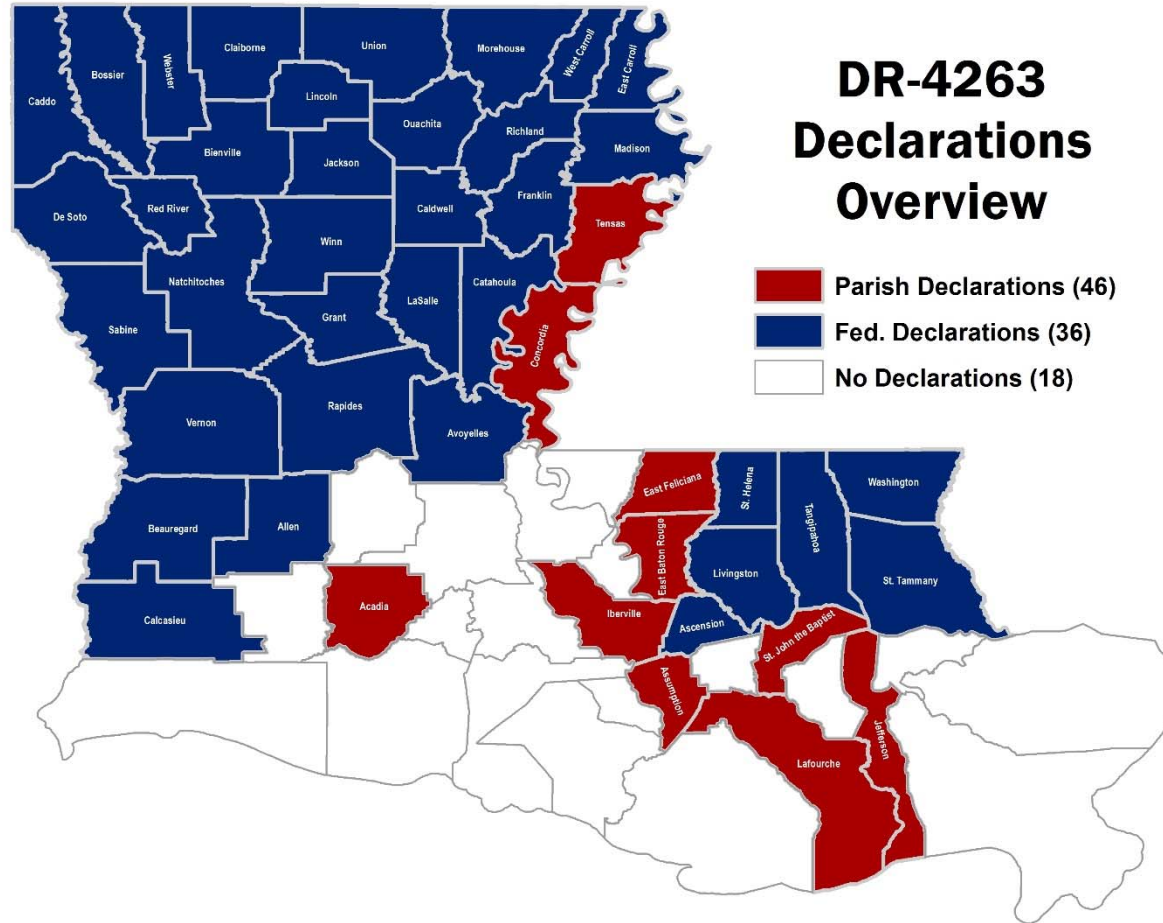 DR-4263
Declarations
Overview
Parish Declarations (46)
Fed. Declarations (36)
No Declarations (18)
Caddo
Bossier
Webster
Claiborne
Union
Morehouse
West Carroll
East Carroll
Lincoln
Ouachita
Richland
Madison
Bienville
Jackson
De Soto
Red River
Caldwell
Franklin
Tensas
Winn
Natchitoches
LaSalle
Catahoula
Sabine
Grant
Concordia
Vernon
Rapides
Avoyelles
East Feliciana
St. Helena
Tangipahoa
Washington
Beauregard
Allen
East Baton Rouge
Livingston
St. Tammany
Calcasieu
Acadia
Iberville
Ascension
St. John the Baptist
Assumption
Lafourche
Jefferson